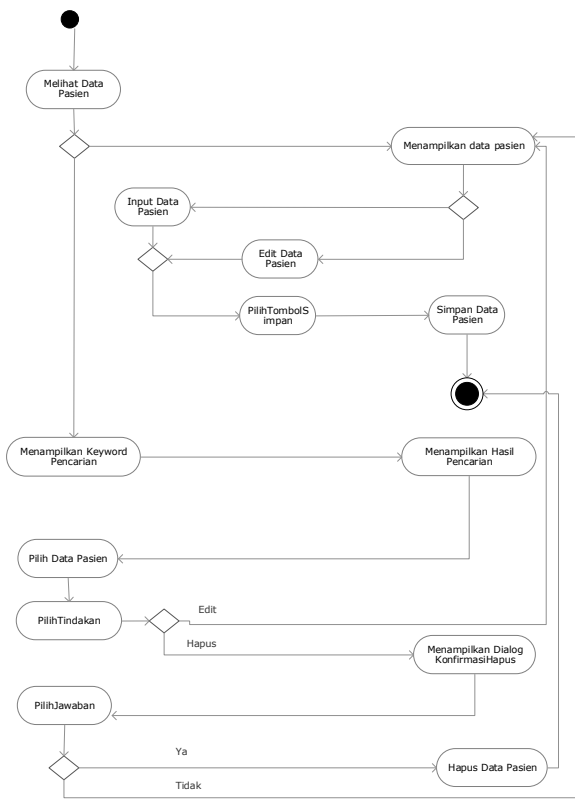 Melihat Data
Pasien
Menampilkan data pasien
Input Data
Pasien
Edit Data
Pasien
PilihTombolS
impan
Simpan Data
Pasien
Menampilkan Keyword
Pencarian
Menampilkan Hasil
Pencarian
Pilih Data Pasien
PilihTindakan
Edit
Hapus
Menampilkan Dialog
KonfirmasiHapus
PilihJawaban
Ya
Hapus Data Pasien
Tidak